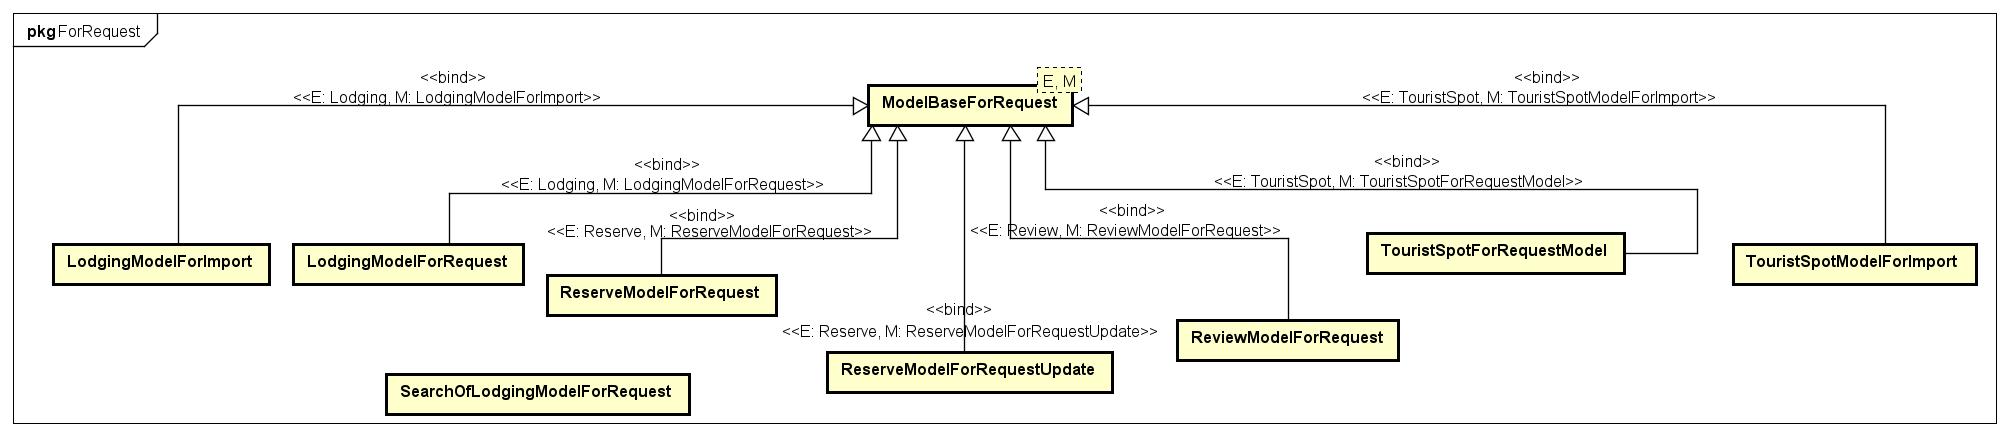 pkg ForRequest
<<bind>>
<<E: Lodging, M: LodgingModelForImport>>
E, M
ModelBaseForRequest
<<bind>>
<<E: TouristSpot, M: TouristSpotModelForImport>>
<<bind>>
<<E: Lodging, M: LodgingModelForRequest>>
<<bind>>
<<E: TouristSpot, M: TouristSpotForRequestModel>>
<<bind>>
<<E: Reserve, M: ReserveModelForRequest>>
<<bind>>
<<E: Review, M: ReviewModelForRequest>>
LodgingModelForImport
LodgingModelForRequest
TouristSpotForRequestModel
TouristSpotModelForImport
ReserveModelForRequest
<<bind>>
<<E: Reserve, M: ReserveModelForRequestUpdate>>
ReviewModelForRequest
ReserveModelForRequestUpdate
SearchOfLodgingModelForRequest